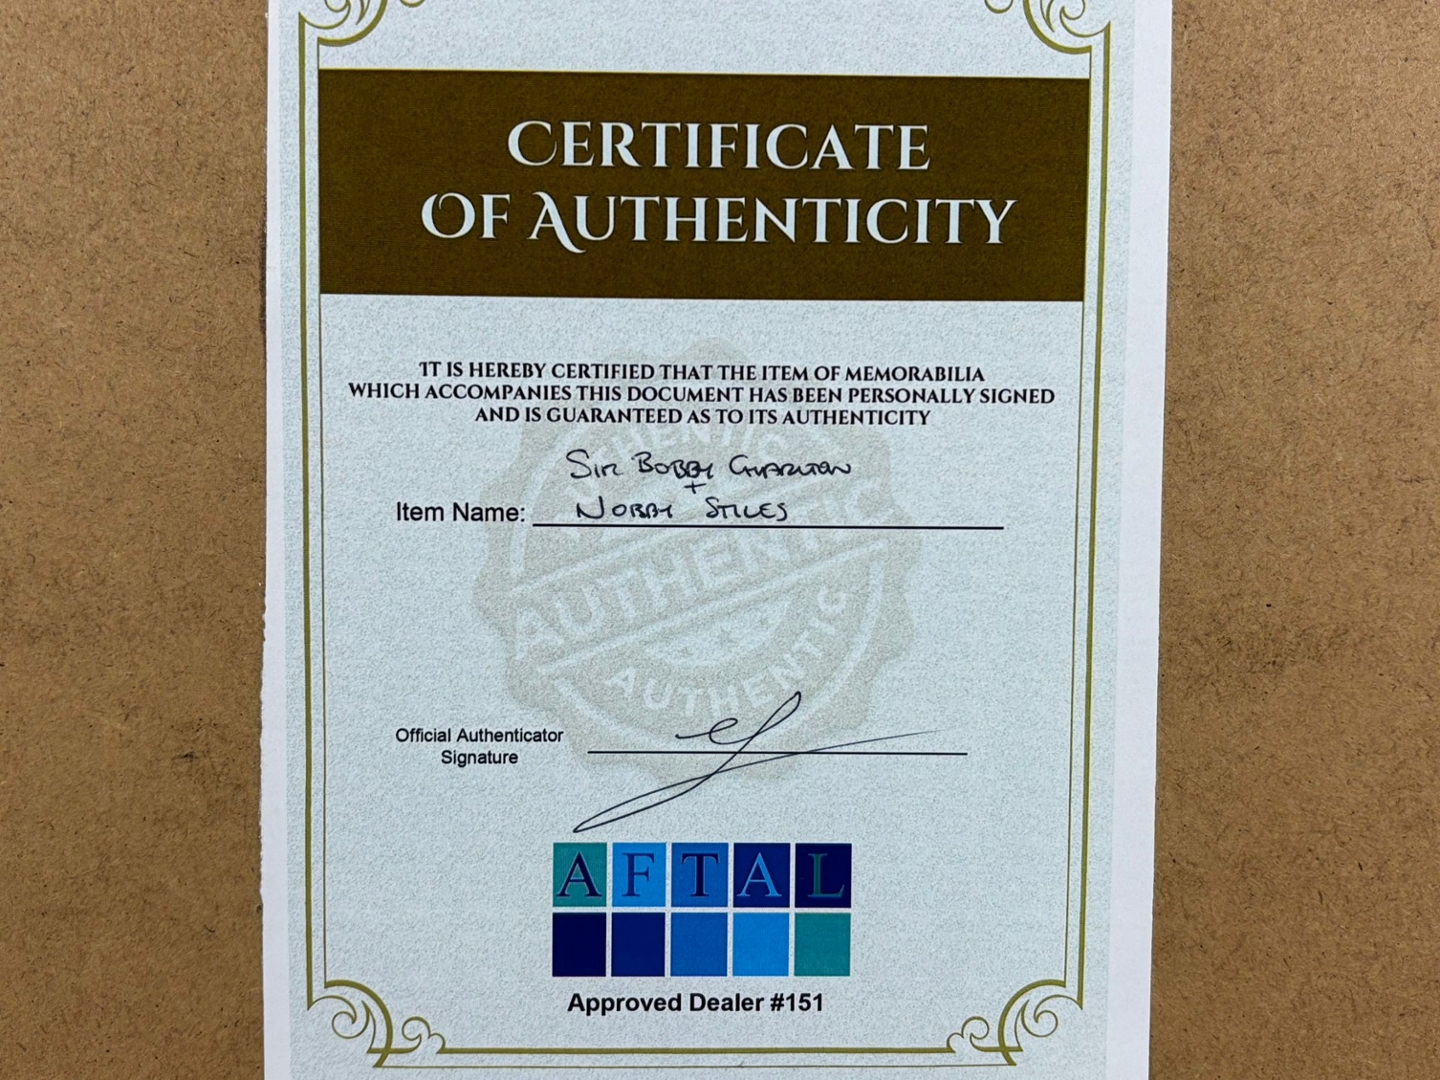 CERTIFICATE
OF AUTHENTICITY
IT IS HEREBY CERTIFIED THAT THE ITEM OF MEMORABILIA
WHICH ACCOMPANIES THIS DOCUMENT HAS BEEN PERSONALLY SIGNED
AND IS GUARANTEED AS TO ITS AUTHENTICITY
AUTHENTIC
Sir Bobby Charlton
+
Item Name: Nobby Stiles
AUTHENTIC
AUTHENTIC
Official Authenticator
Signature
AFTAL
Approved Dealer #151